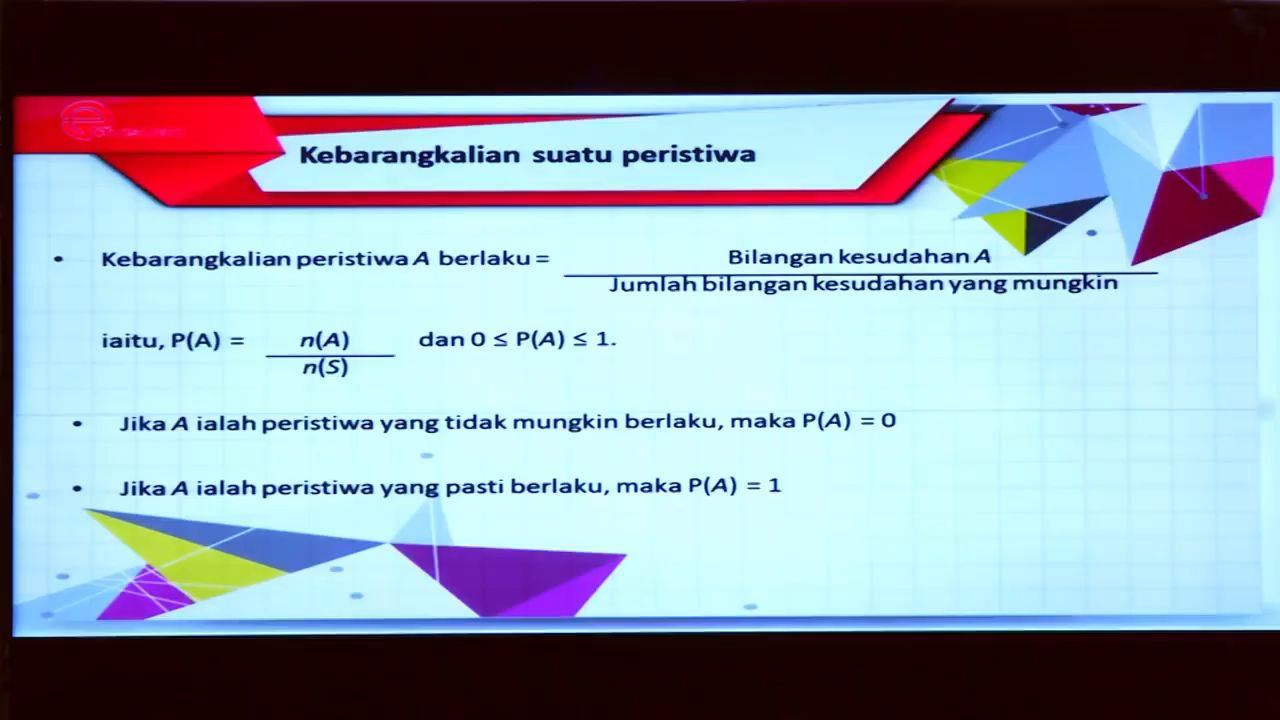 Kebarangkalian suatu peristiwa
• Kebarangkalian peristiwa A berlaku = Bilangan kesudahan A
Jumlah bilangan kesudahan yang mungkin
iaitu, P(A) = n(A) dan 0 ≤ P(A) ≤ 1.
n(S)
• Jika A ialah peristiwa yang tidak mungkin berlaku, maka P(A) = 0
• Jika A ialah peristiwa yang pasti berlaku, maka P(A) = 1